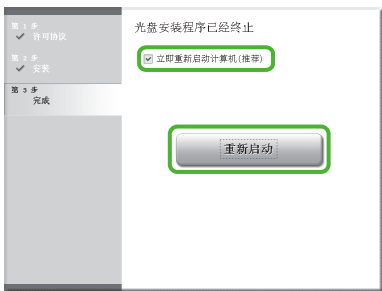 第 1 步
许可协议
第 2 步
安装
第 3 步
完成
光盘安装程序已经终止
立即重新启动计算机(推荐)
重新启动